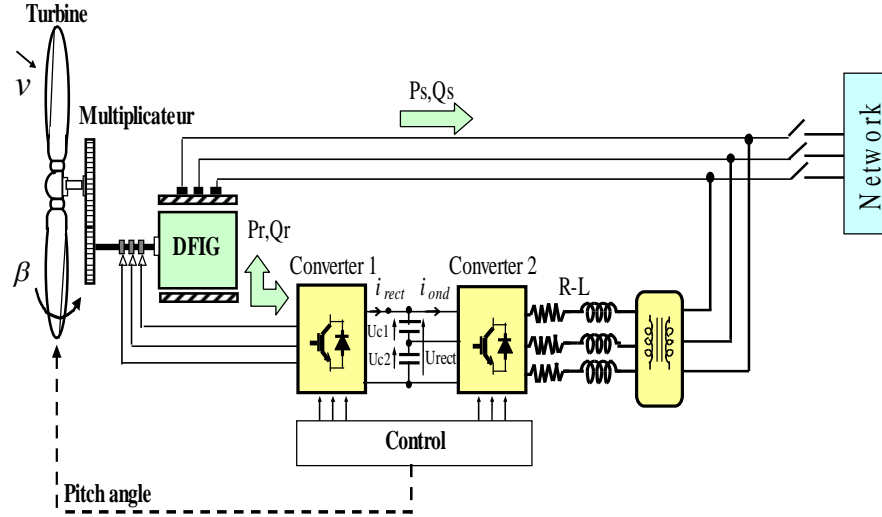 Turbine
v
Multiplicateur
Ps,Qs
Network
DFIG
Pr,Qr
β
Converter 1
i rect
i ond
Converter 2
R-L
Uc1
Uc2
Urect
Control
Pitch angle